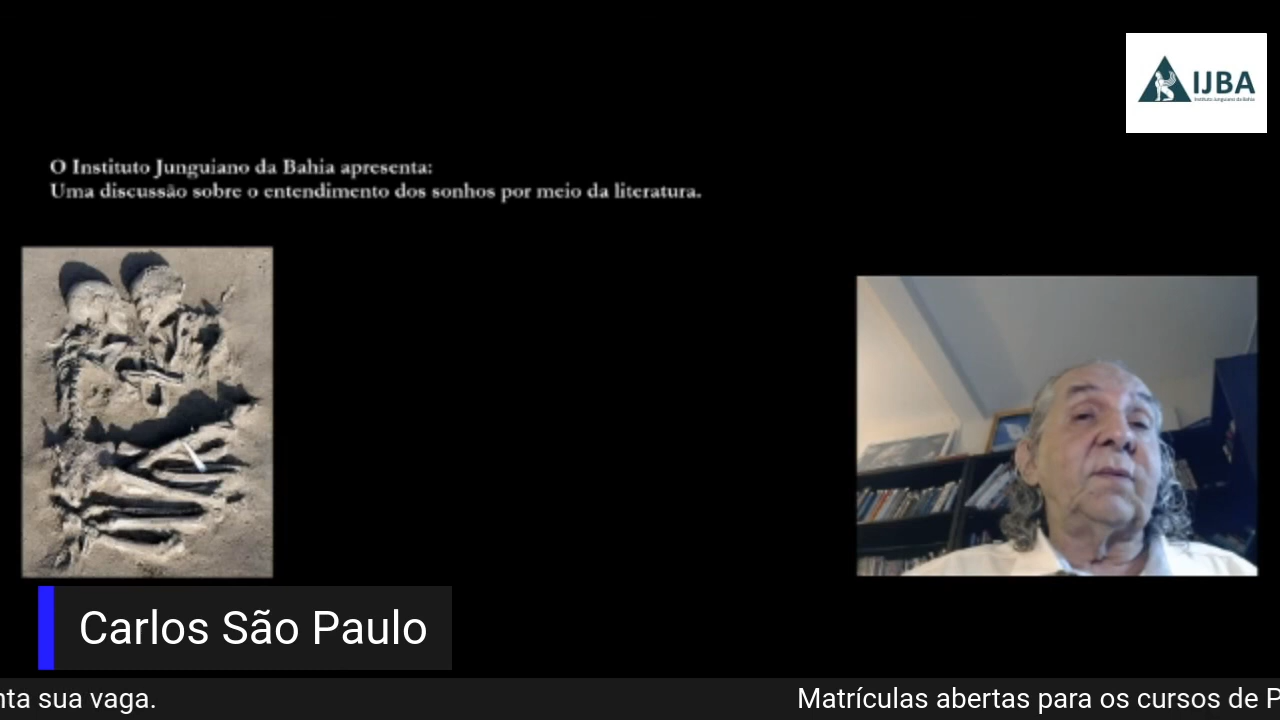 IJBA
Instituto Junguiano da Bahia
O Instituto Junguiano da Bahia apresenta:
Uma discussão sobre o entendimento dos sonhos por meio da literatura.
Carlos São Paulo
nta sua vaga.
Matrículas abertas para os cursos de P